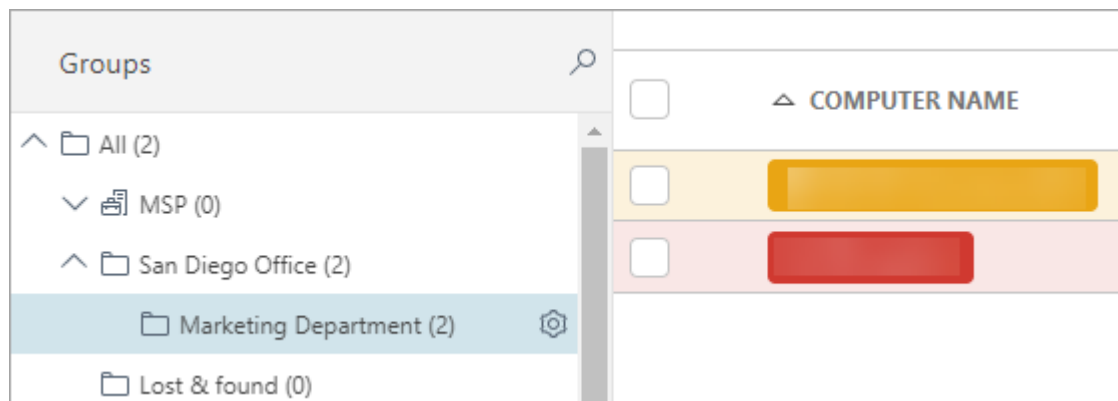 Groups
COMPUTER NAME
All (2)
MSP (0)
San Diego Office (2)
Marketing Department (2)
Lost & found (0)